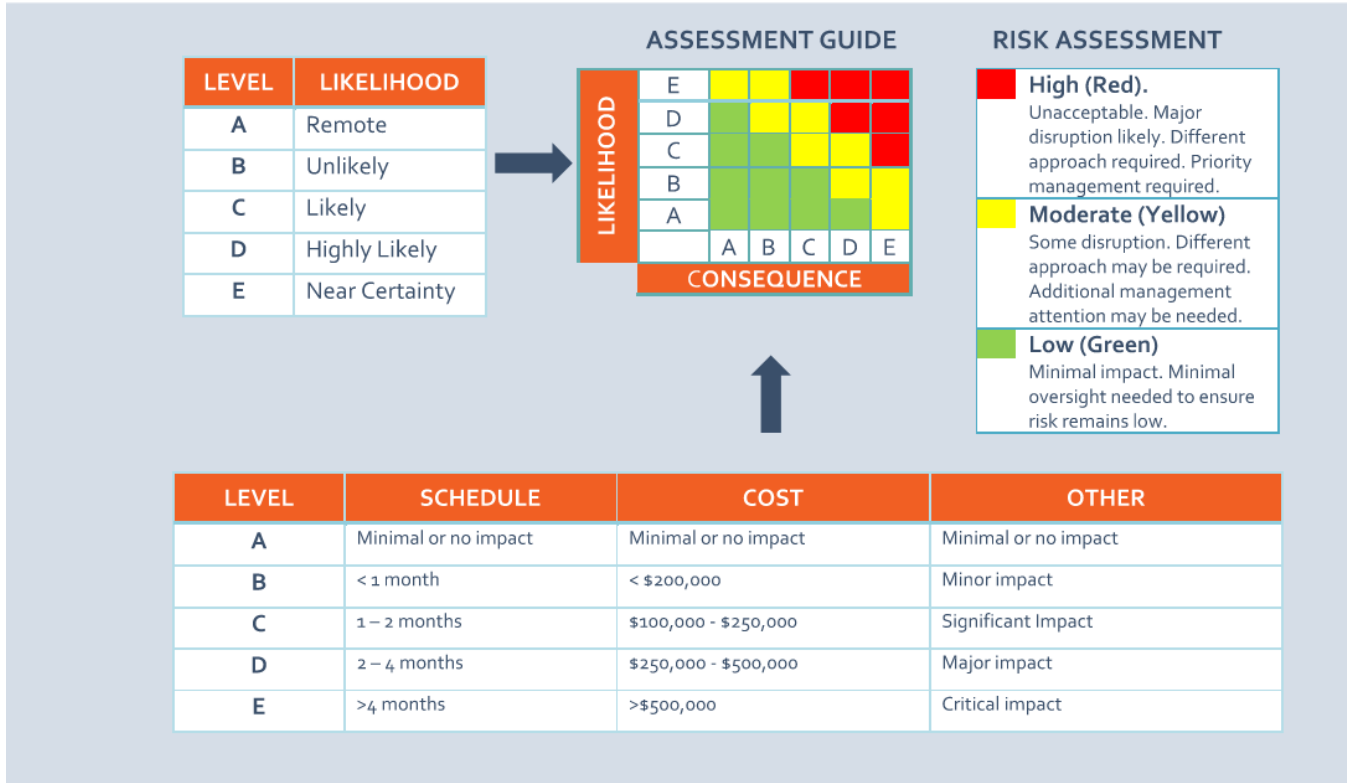 ASSESSMENT GUIDE
RISK ASSESSMENT
LEVEL LIKELIHOOD
A Remote
B Unlikely
C Likely
D Highly Likely
E Near Certainty
LIKELIHOOD
E
D
C
B
A
A B C D E
CONSEQUENCE
High (Red).
Unacceptable. Major
disruption likely. Different
approach required. Priority
management required.
Moderate (Yellow)
Some disruption. Different
approach may be required.
Additional management
attention may be needed.
Low (Green)
Minimal impact. Minimal
oversight needed to ensure
risk remains low.
LEVEL SCHEDULE COST OTHER
A Minimal or no impact Minimal or no impact Minimal or no impact
B < 1 month < $200,000 Minor impact
C 1 – 2 months $100,000 - $250,000 Significant Impact
D 2 – 4 months $250,000 - $500,000 Major impact
E >4 months >$500,000 Critical impact